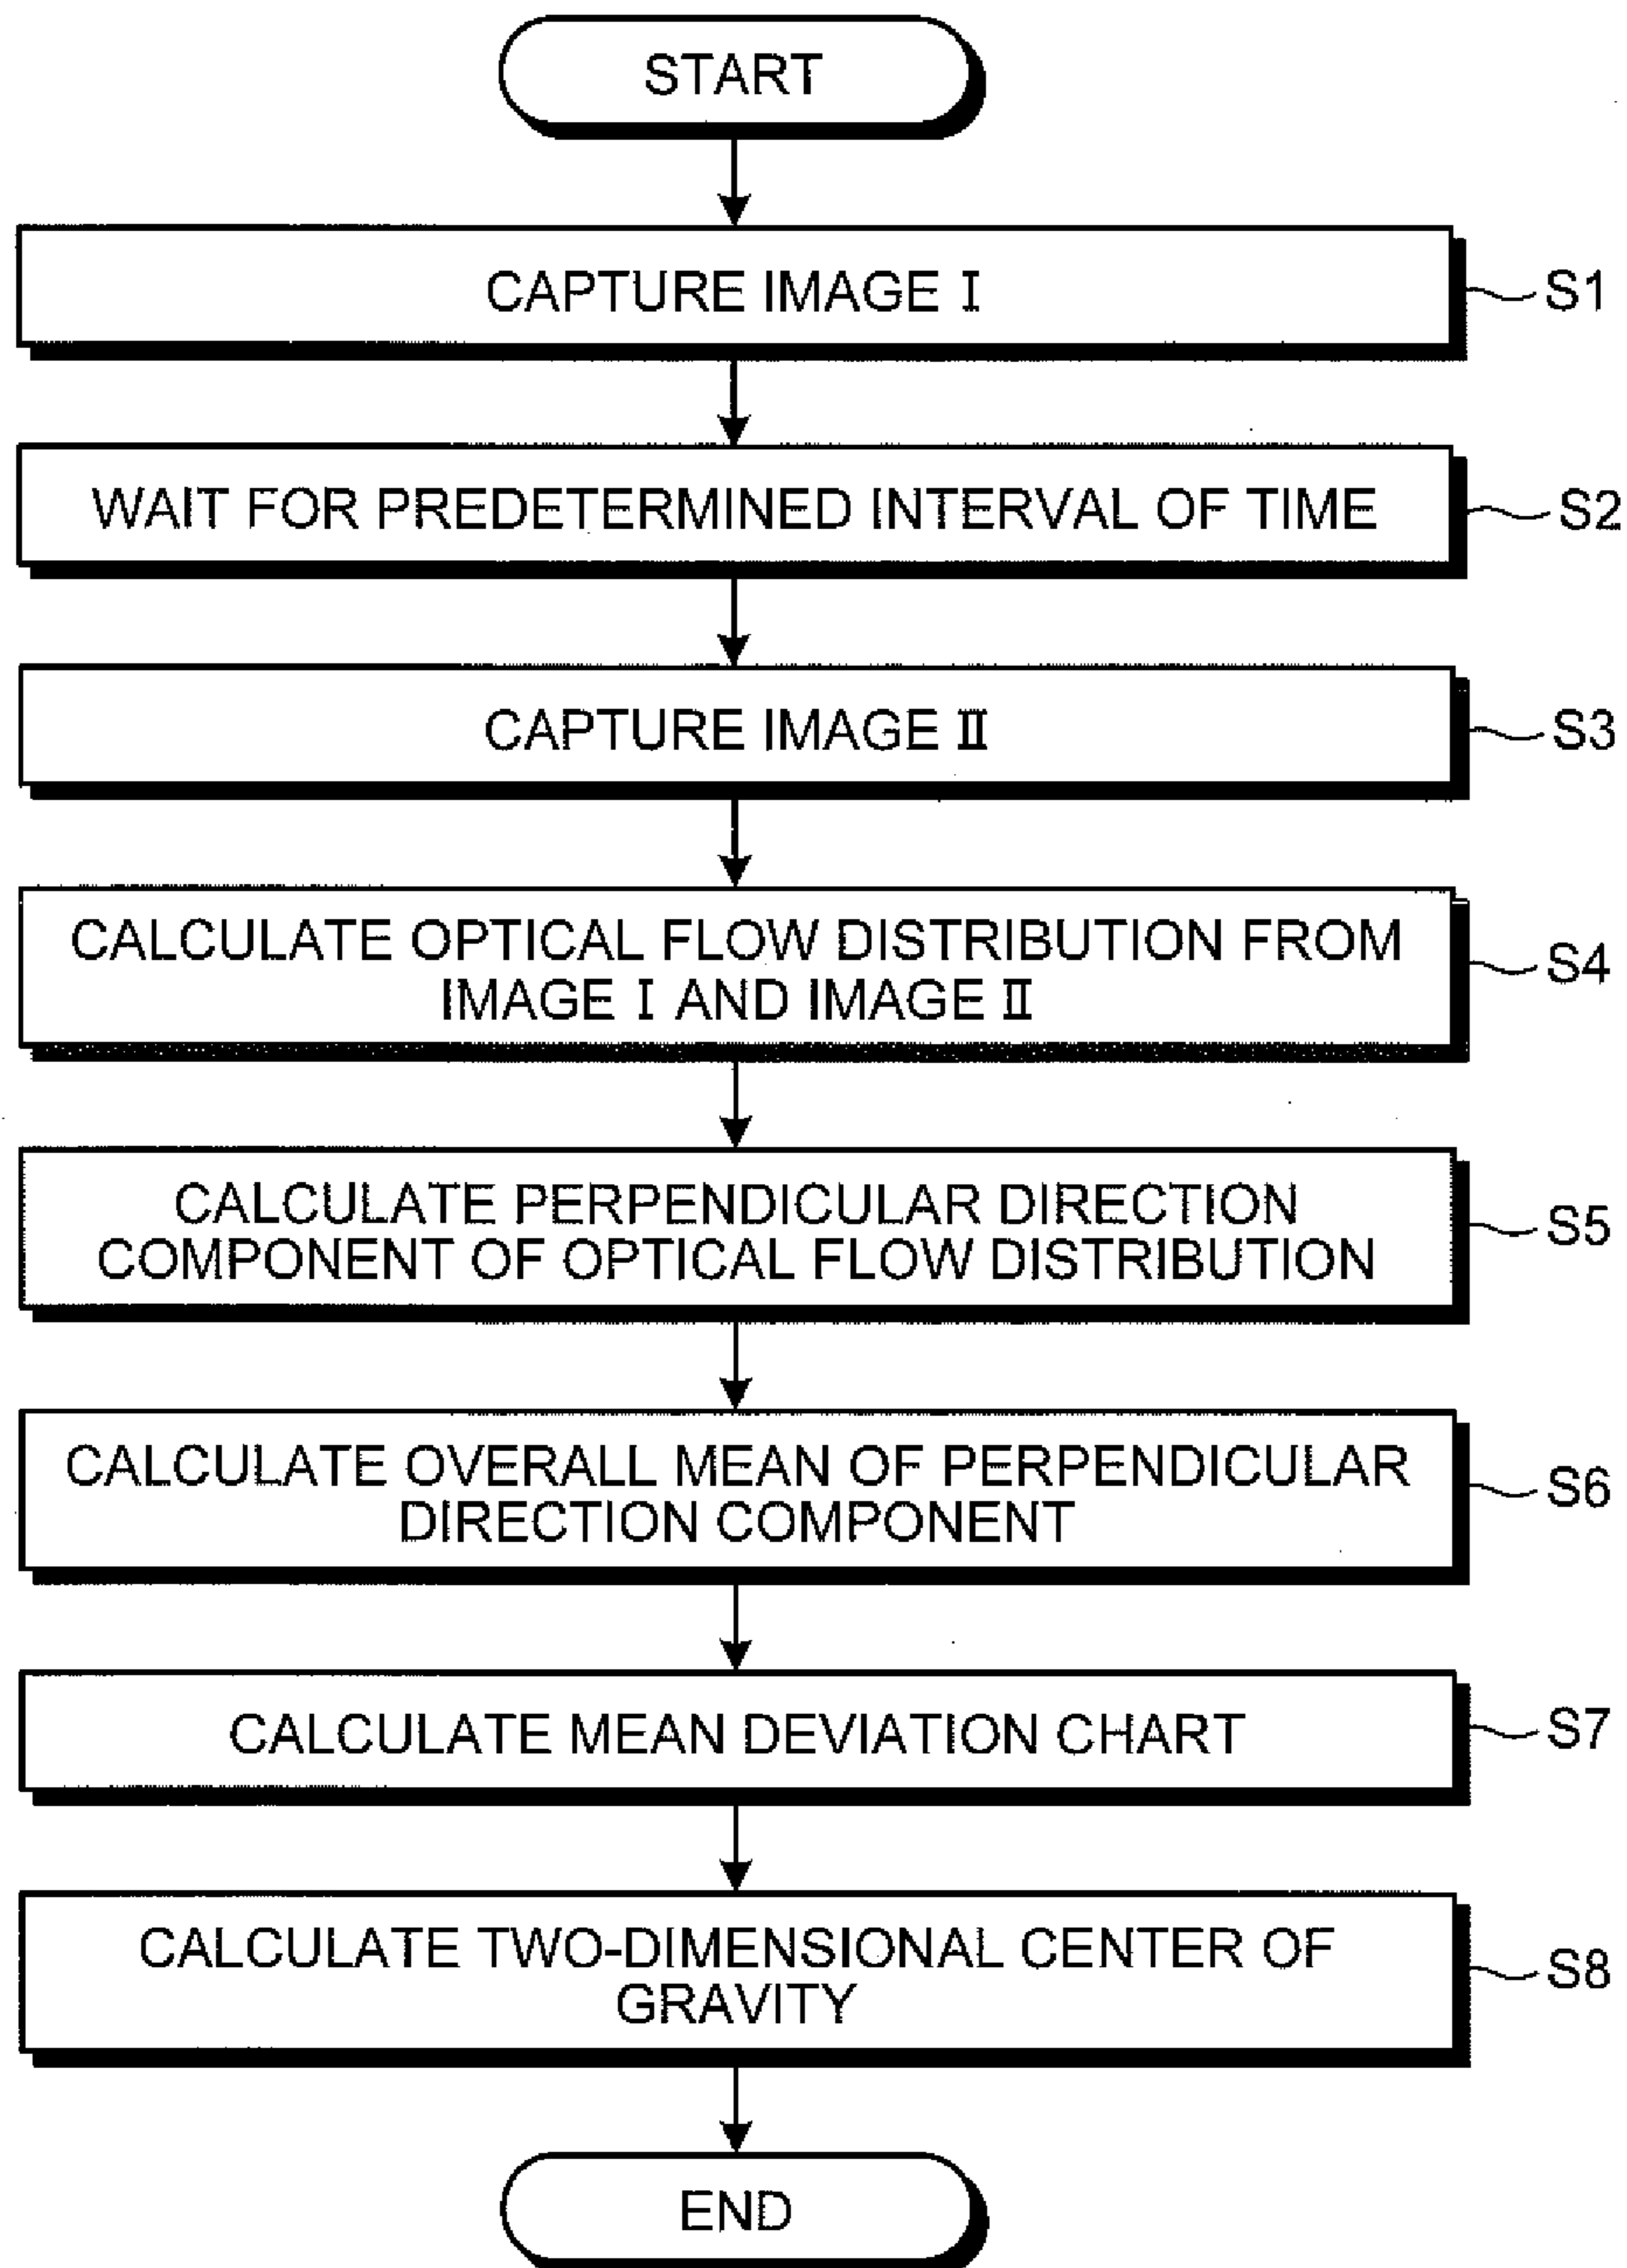 START
CAPTURE IMAGE Ⅰ
S1
WAIT FOR PREDETERMINED INTERVAL OF TIME
S2
CAPTURE IMAGE Ⅱ
S3
CALCULATE OPTICAL FLOW DISTRIBUTION FROM
IMAGE Ⅰ AND IMAGE Ⅱ
S4
CALCULATE PERPENDICULAR DIRECTION
COMPONENT OF OPTICAL FLOW DISTRIBUTION
S5
CALCULATE OVERALL MEAN OF PERPENDICULAR
DIRECTION COMPONENT
S6
CALCULATE MEAN DEVIATION CHART
S7
CALCULATE TWO-DIMENSIONAL CENTER OF
GRAVITY
S8
END